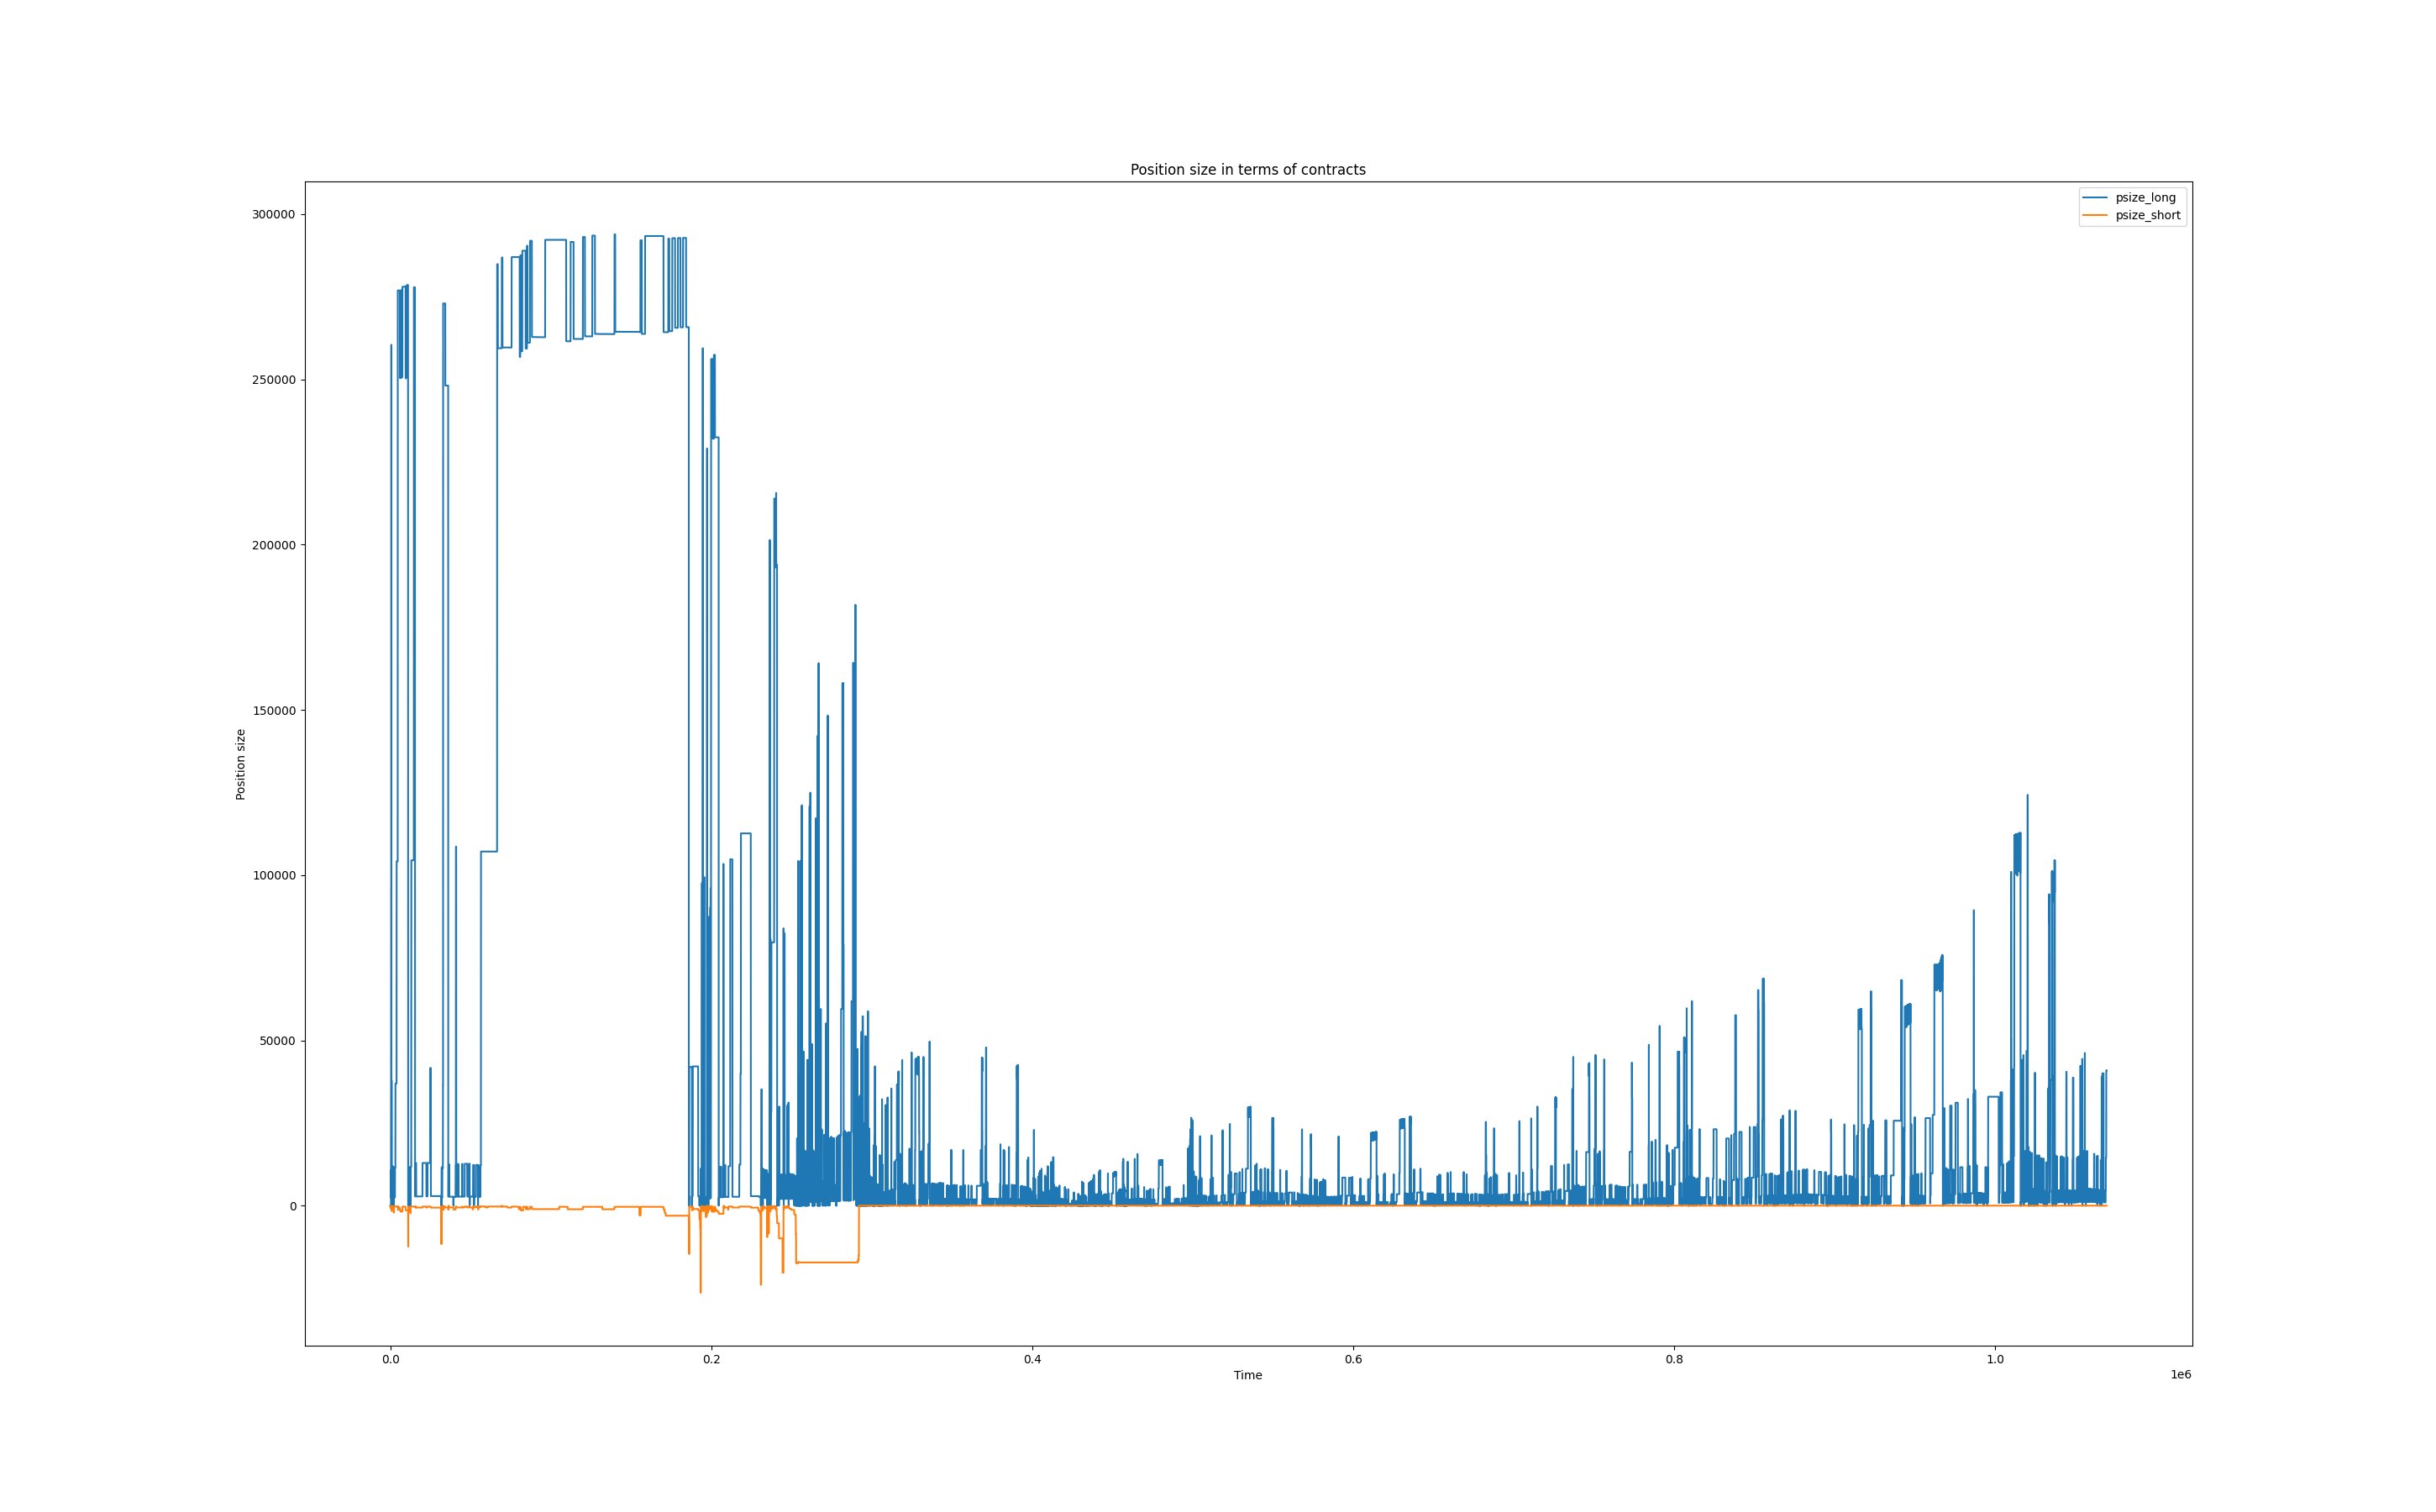 Position size in terms of contracts
psize_long
psize_short
300000
250000
200000
150000
100000
50000
0
Position size
0.0
0.2
0.4
0.6
0.8
1.0
1e6
Time